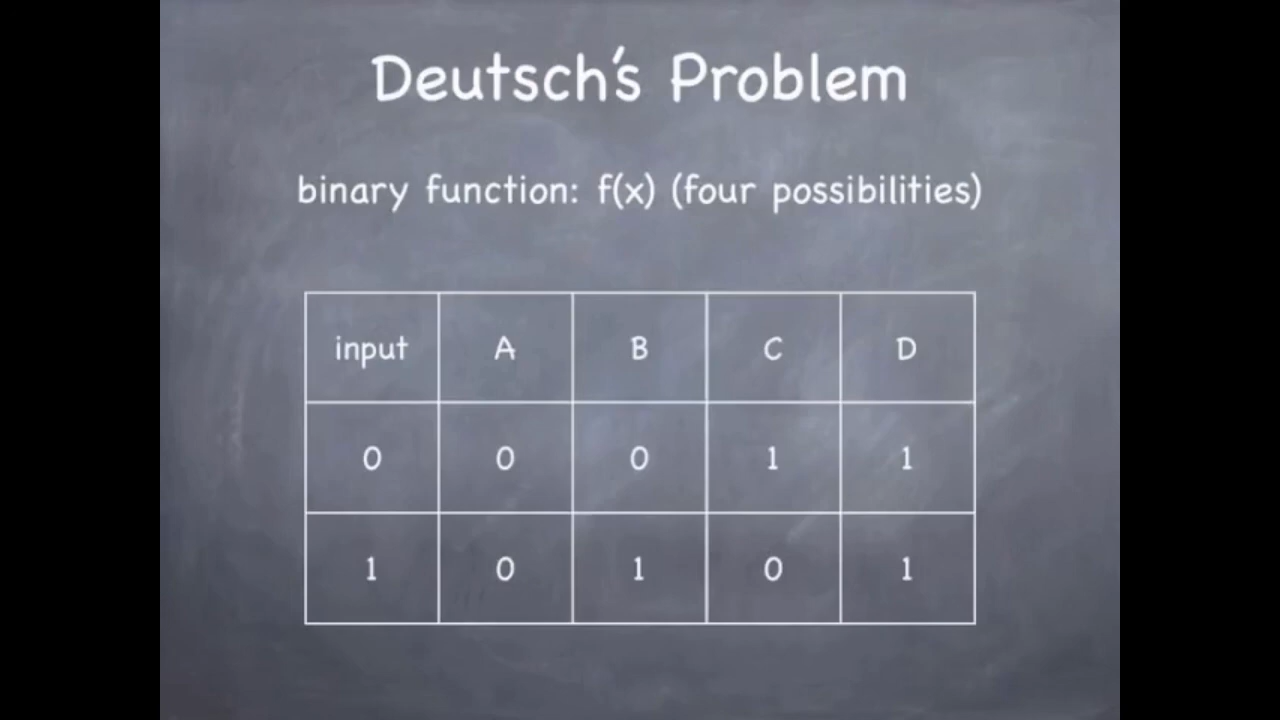 Deutsch's Problem
binary function: f(x) (four possibilities)
input A B C D
0 0 0 1 1
1 0 1 0 1